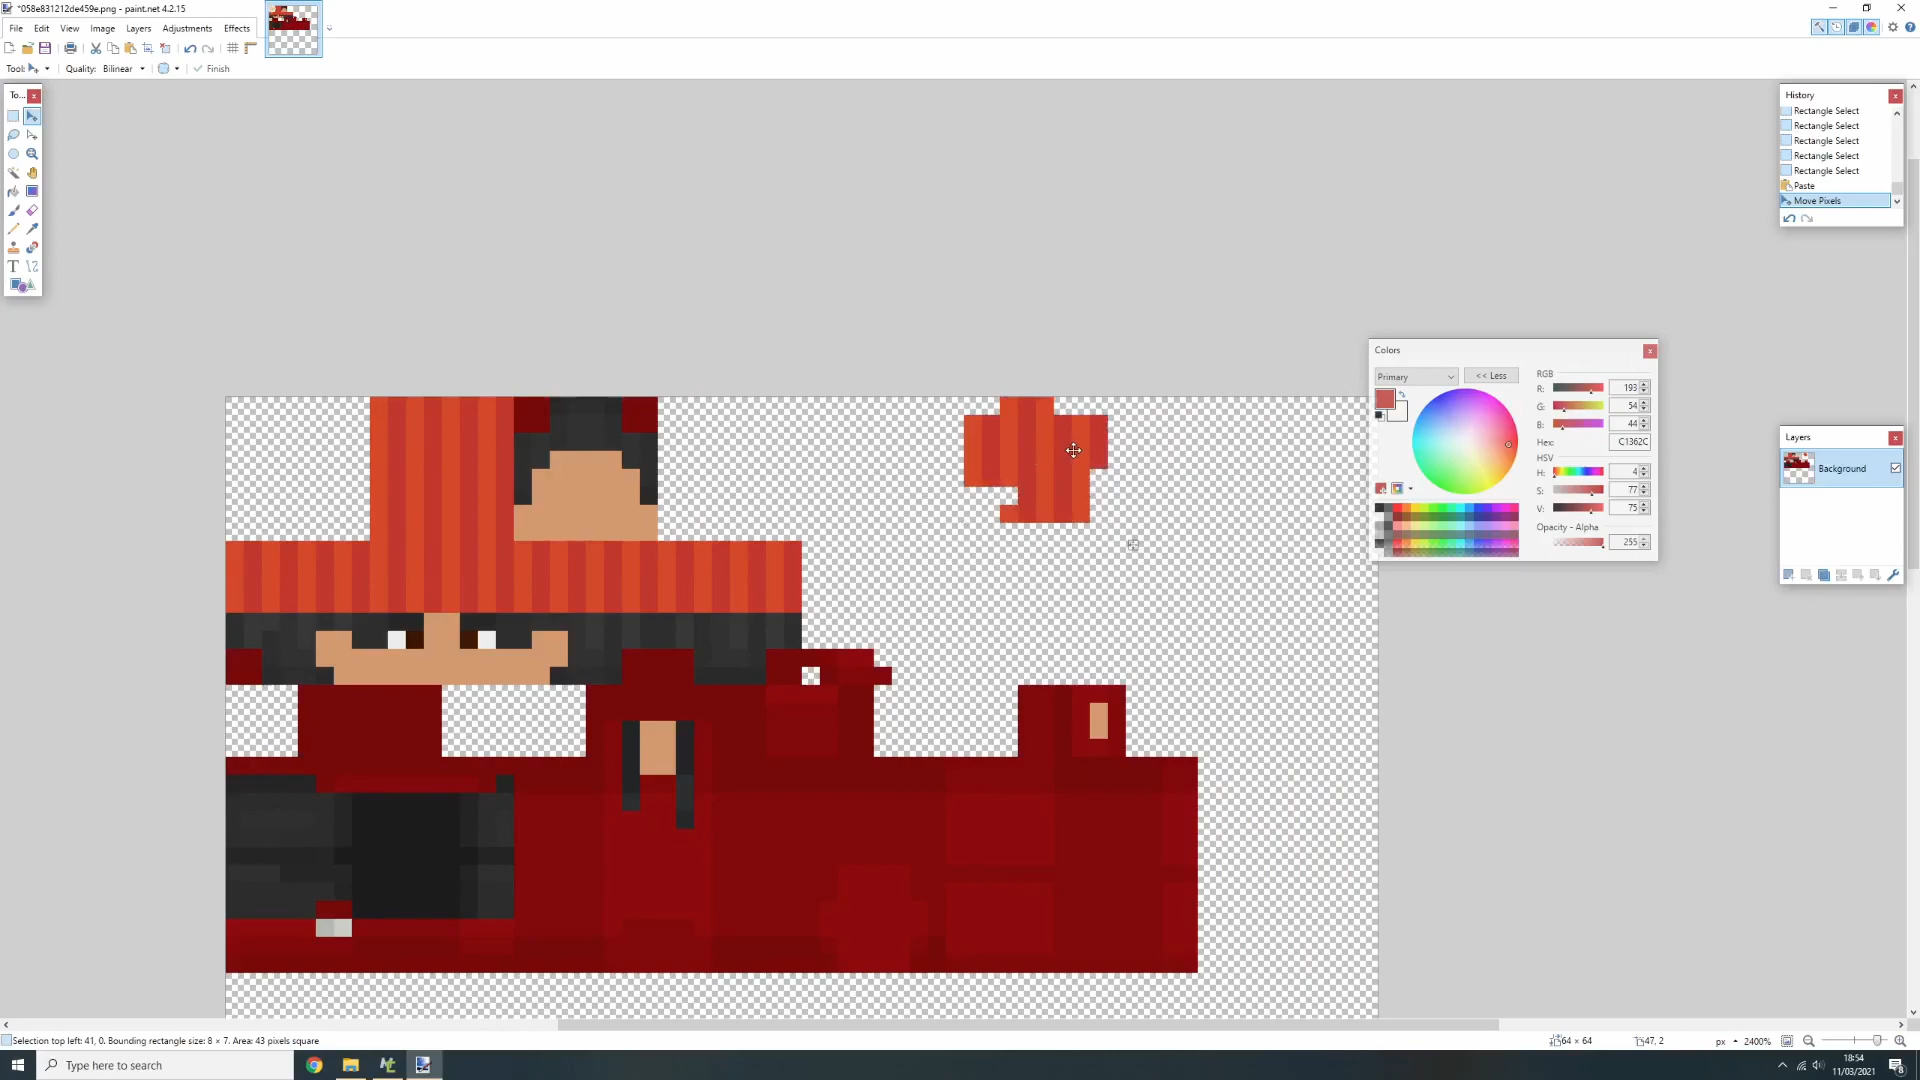 *058e831212de459e.png - paint.net 4.2.15
File Edit View Image Layers Adjustments Effects
Tool: Quality: Bilinear Finish
To...
History
Rectangle Select
Rectangle Select
Rectangle Select
Rectangle Select
Rectangle Select
Paste
Move Pixels
Colors
Primary << Less
RGB
R: 193
G: 54
B: 44
Hex: C1362C
HSV
H: 4
S: 77
V: 75
Opacity - Alpha
255
Layers
Background
Selection top left: 41, 0. Bounding rectangle size: 8 × 7. Area: 43 pixels square
64 × 64 47, 2 px 2400%
Type here to search
18:54
11/03/2021